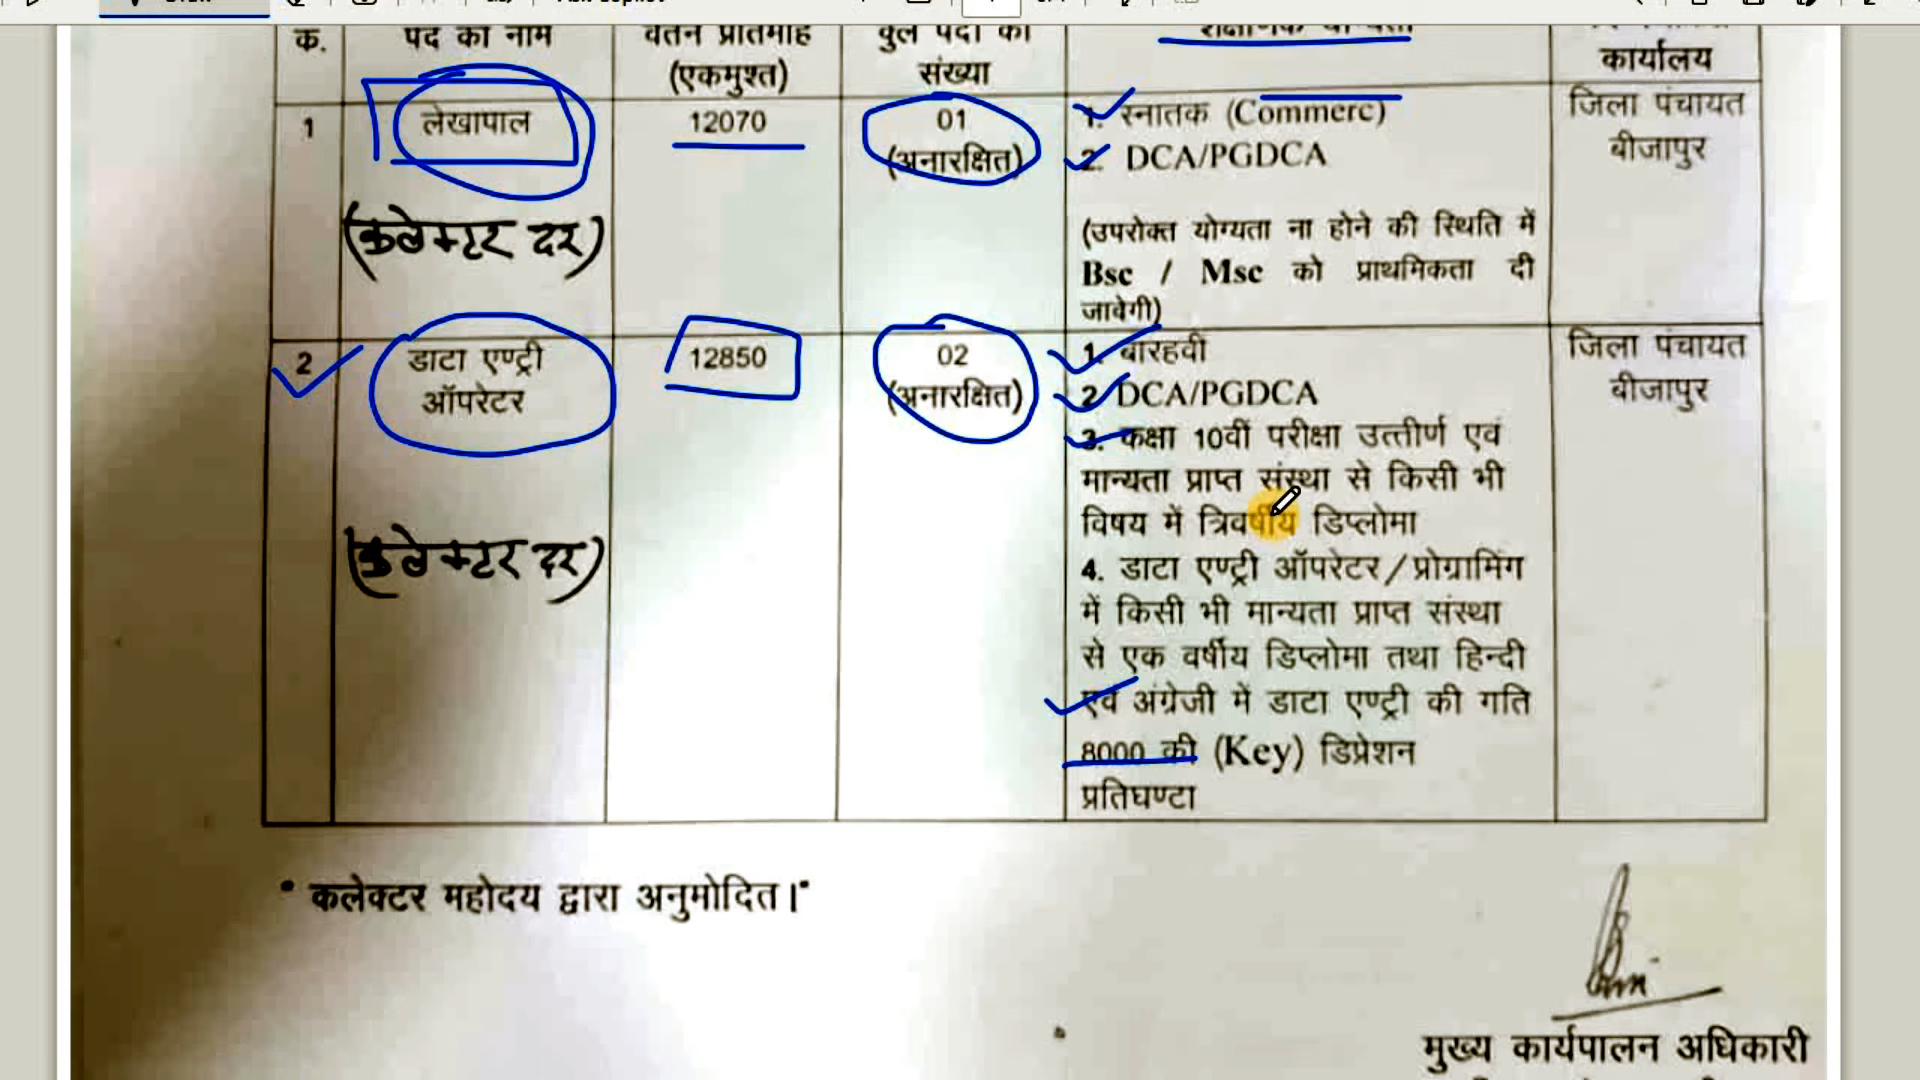 क.
पद का नाम
वेतन प्रतिमाह
(एकमुश्त)
कुल पदों की
संख्या
कार्यालय
1
लेखापाल
(कलेक्टर दर)
12070
01
(अनारक्षित)
1. स्नातक (Commerc)
2. DCA/PGDCA
(उपरोक्त योग्यता ना होने की स्थिति में
Bsc / Msc को प्राथमिकता दी
जावेगी)
जिला पंचायत
बीजापुर
2
डाटा एण्ट्री
ऑपरेटर
(कलेक्टर दर)
12850
02
(अनारक्षित)
1. बारहवी
2. DCA/PGDCA
3. कक्षा 10वीं परीक्षा उत्तीर्ण एवं
मान्यता प्राप्त संस्था से किसी भी
विषय में त्रिवर्षीय डिप्लोमा
4. डाटा एण्ट्री ऑपरेटर/प्रोग्रामिंग
में किसी भी मान्यता प्राप्त संस्था
से एक वर्षीय डिप्लोमा तथा हिन्दी
एवं अंग्रेजी में डाटा एण्ट्री की गति
8000 की (Key) डिप्रेशन
प्रतिघण्टा
जिला पंचायत
बीजापुर
" कलेक्टर महोदय द्वारा अनुमोदित।"
मुख्य कार्यपालन अधिकारी